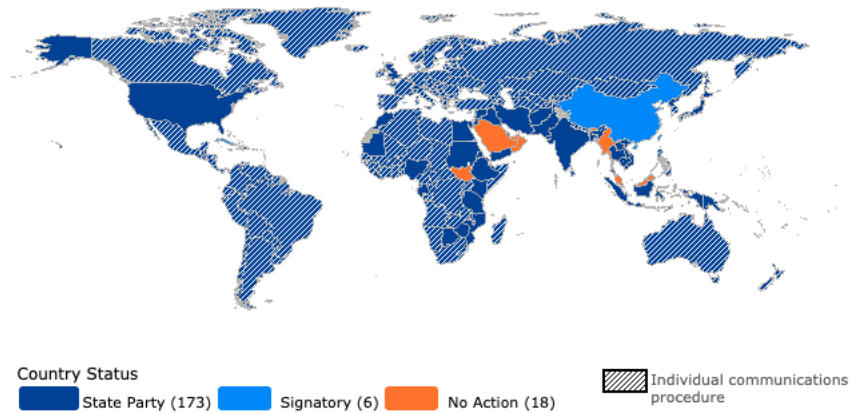 Country Status
State Party (173)
Signatory (6)
No Action (18)
Individual communications
procedure